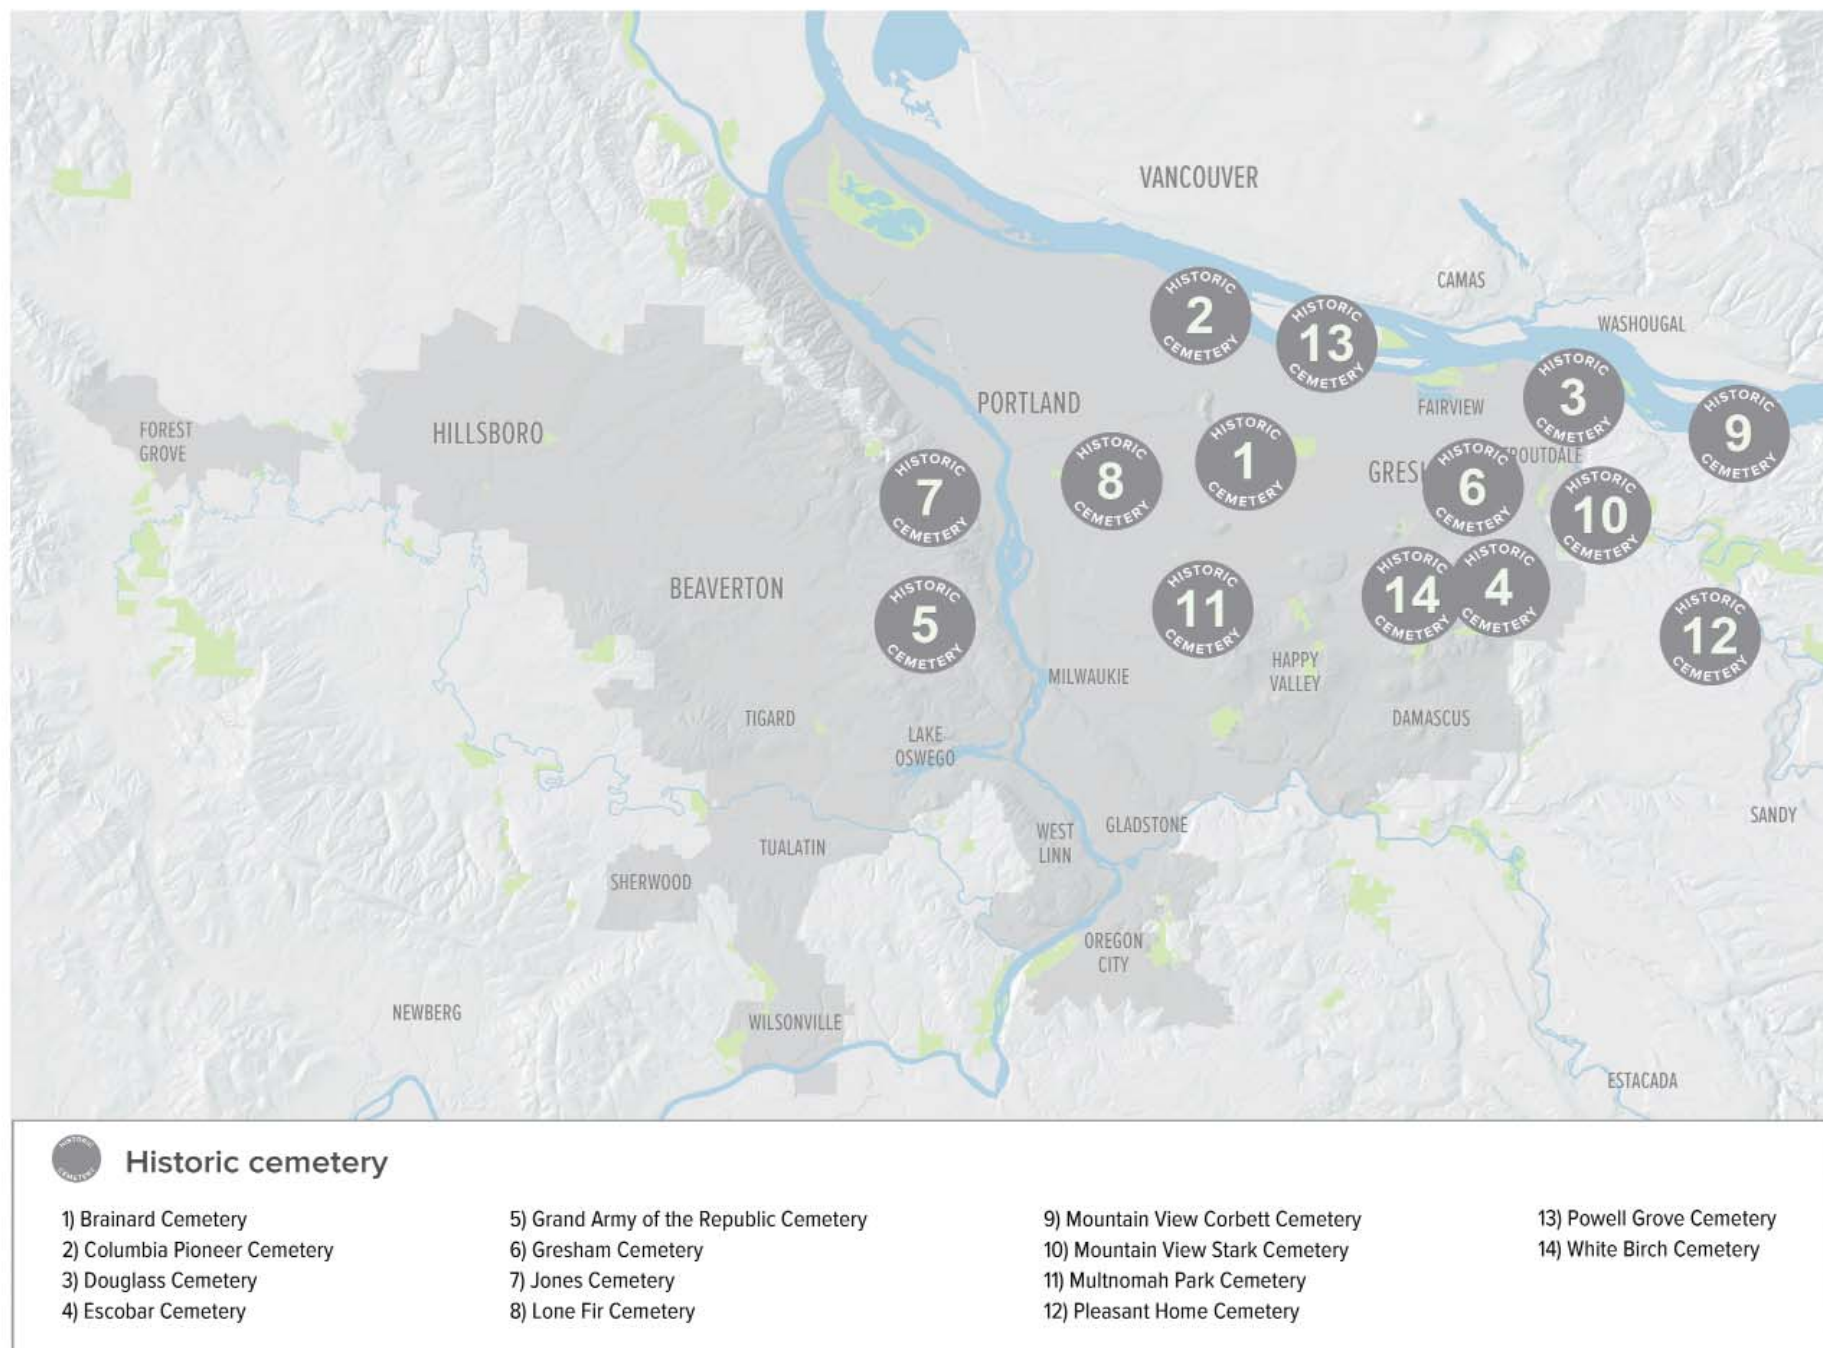 VANCOUVER
CAMAS
WASHOUGAL
HISTORIC
2
CEMETERY
HISTORIC
13
CEMETERY
HISTORIC
3
CEMETERY
HISTORIC
9
CEMETERY
PORTLAND
FAIRVIEW
FOREST
GROVE
HILLSBORO
HISTORIC
7
CEMETERY
HISTORIC
8
CEMETERY
HISTORIC
1
CEMETERY
GRES
HISTORIC
6
CEMETERY
ROUTDALE
HISTORIC
10
CEMETERY
BEAVERTON
HISTORIC
5
CEMETERY
HISTORIC
11
CEMETERY
HISTORIC
14
CEMETERY
HISTORIC
4
CEMETERY
HISTORIC
12
CEMETERY
MILWAUKIE
HAPPY
VALLEY
TIGARD
LAKE
OSWEGO
DAMASCUS
SANDY
WEST
LINN
GLADSTONE
TUALATIN
SHERWOOD
OREGON
CITY
NEWBERG
WILSONVILLE
ESTACADA
HISTORIC
CEMETERY
Historic cemetery
1) Brainard Cemetery
2) Columbia Pioneer Cemetery
3) Douglass Cemetery
4) Escobar Cemetery
5) Grand Army of the Republic Cemetery
6) Gresham Cemetery
7) Jones Cemetery
8) Lone Fir Cemetery
9) Mountain View Corbett Cemetery
10) Mountain View Stark Cemetery
11) Multnomah Park Cemetery
12) Pleasant Home Cemetery
13) Powell Grove Cemetery
14) White Birch Cemetery